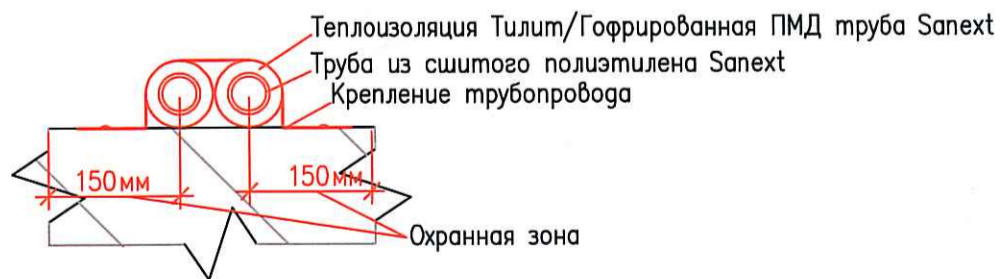 Теплоизоляция Тилит/Гофрированная ПМД труба Sanext
Труба из сшитого полиэтилена Sanext
Крепление трубопровода
150мм 150мм
Охранная зона